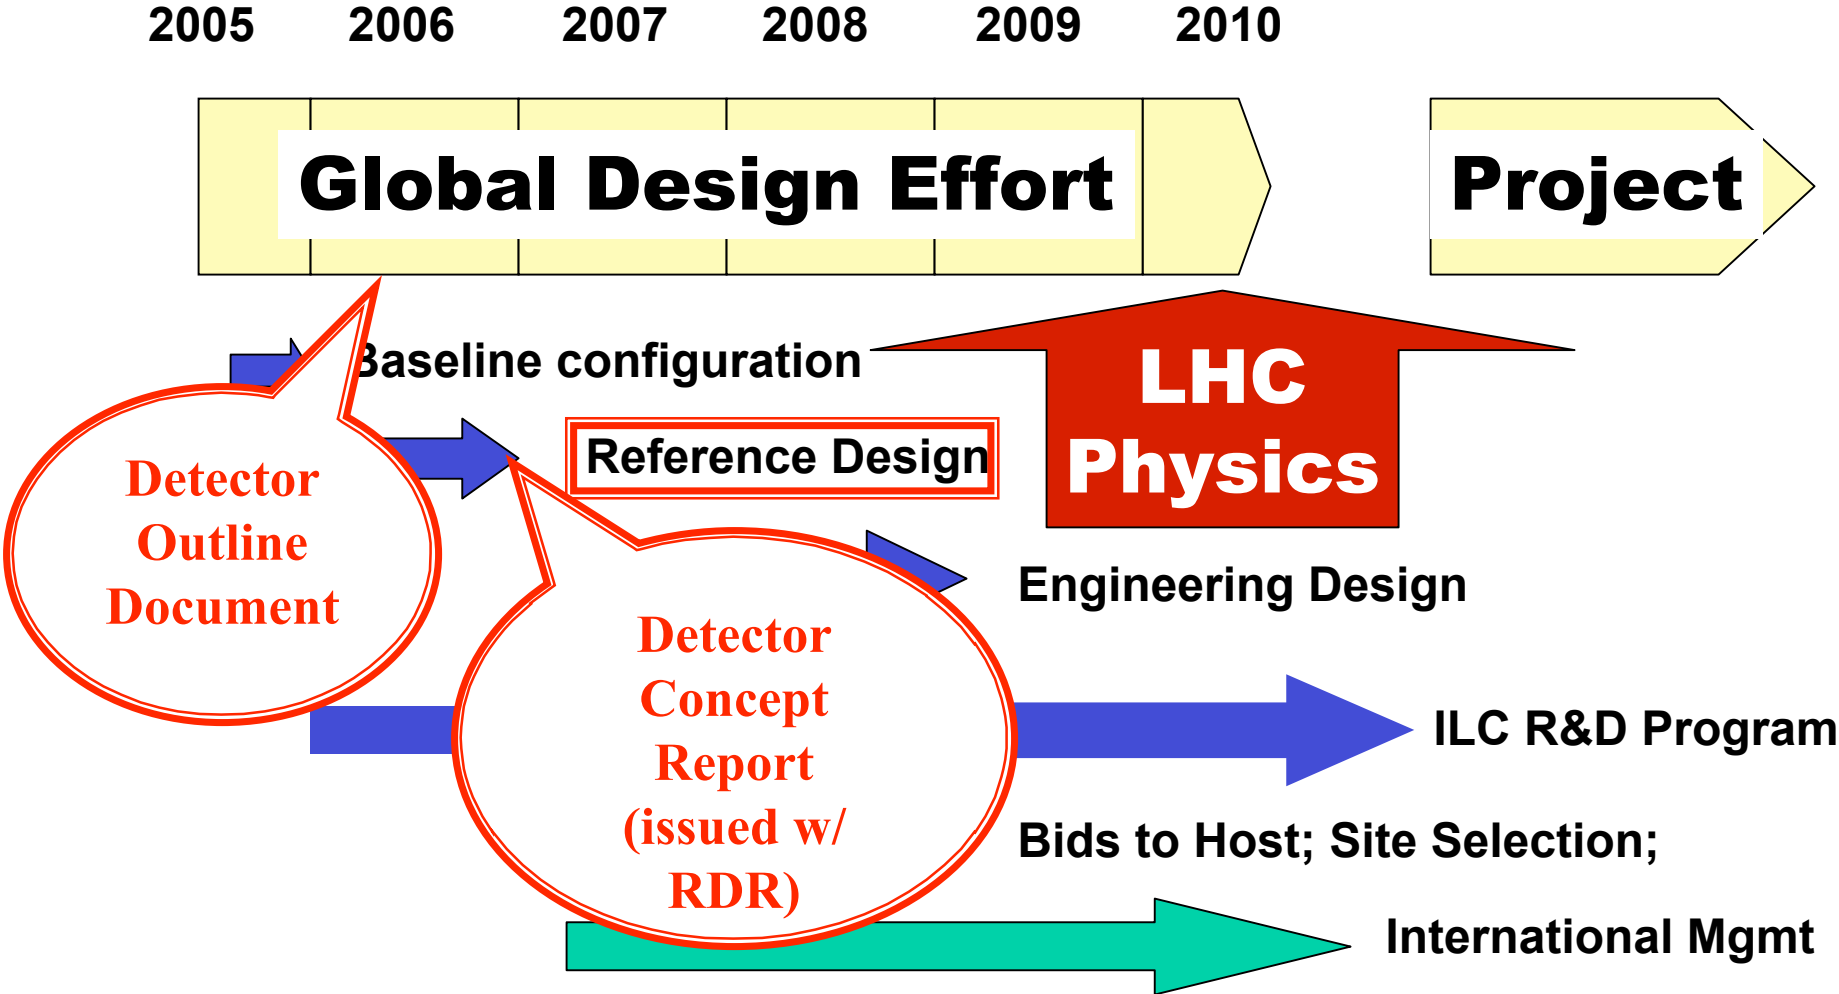 2005 2006 2007 2008 2009 2010
Global Design Effort
Project
Baseline configuration
LHC
Physics
Reference Design
Detector
Outline
Document
Engineering Design
Detector
Concept
Report
(issued w/
RDR)
ILC R&D Program
Bids to Host; Site Selection;
International Mgmt